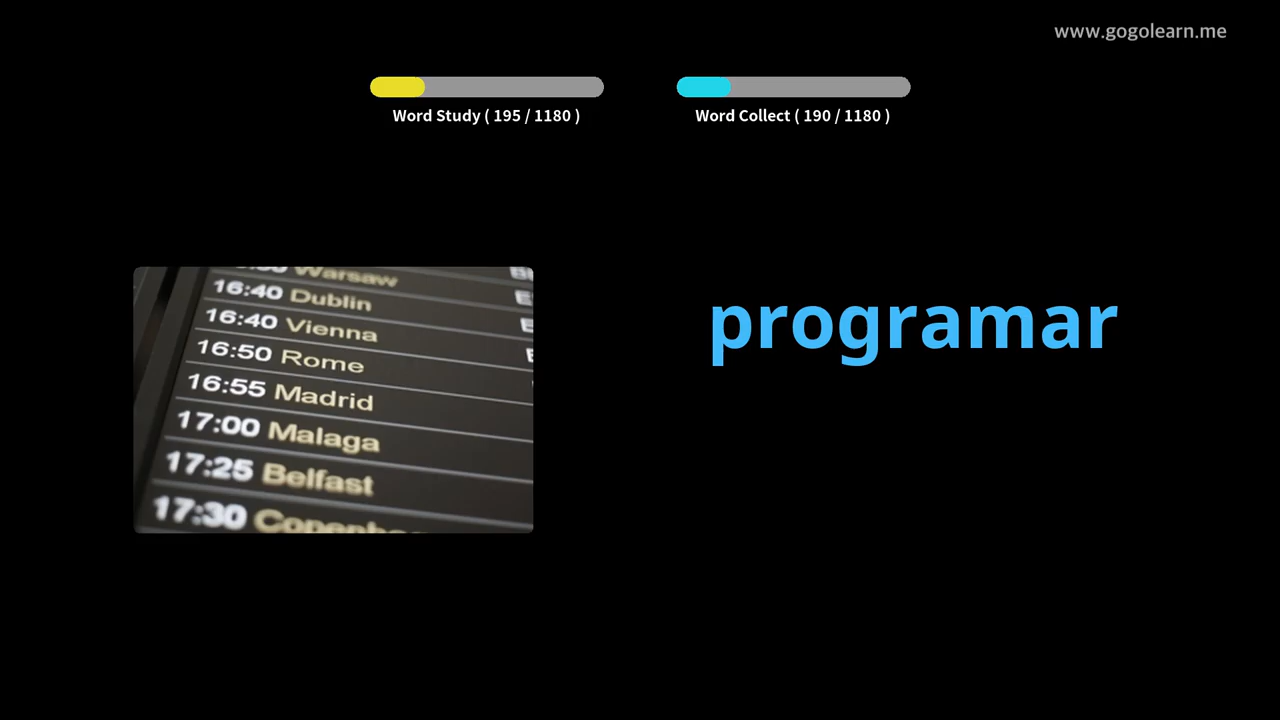 www.gogolearn.me
Word Study ( 195 / 1180 )
Word Collect ( 190 / 1180 )
Warsaw
16:40 Dublin
16:40 Vienna
16:50 Rome
16:55 Madrid
17:00 Malaga
17:25 Belfast
17:30
programar